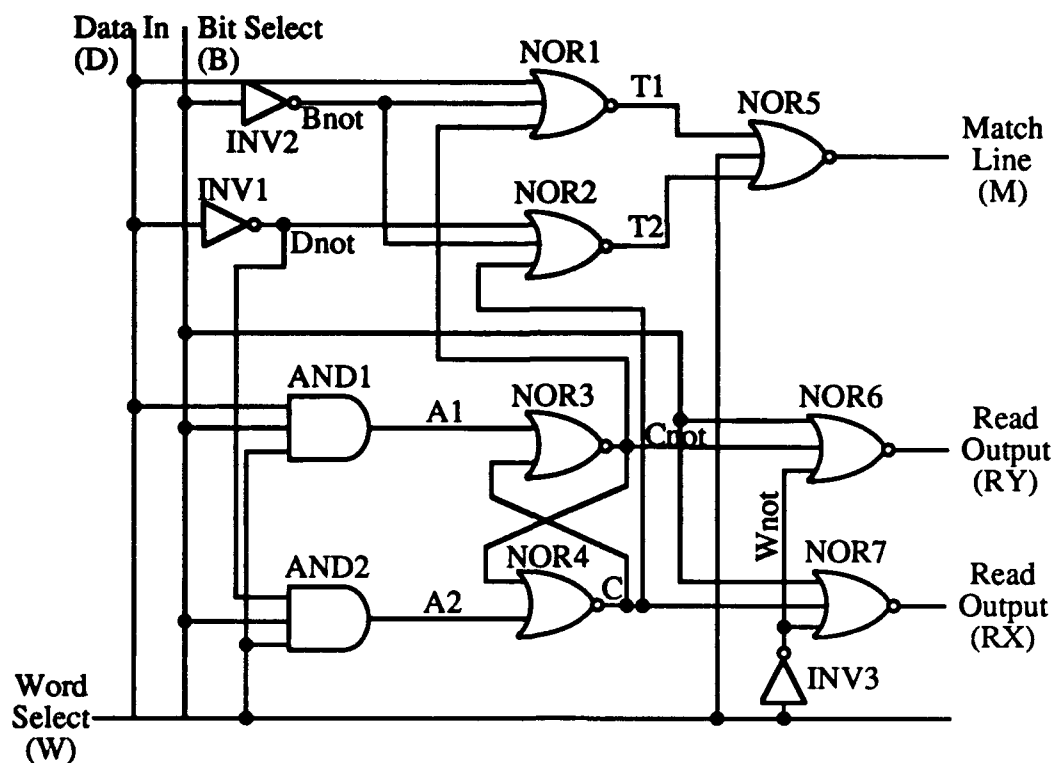 Data In
(D)
Bit Select
(B)
NOR1
T1
NOR5
Match
Line
(M)
Bnot
INV2
INV1
NOR2
T2
Dnot
AND1
A1
NOR3
Cnot
NOR6
Read
Output
(RY)
Wnot
AND2
A2
NOR4
C
NOR7
Read
Output
(RX)
INV3
Word
Select
(W)